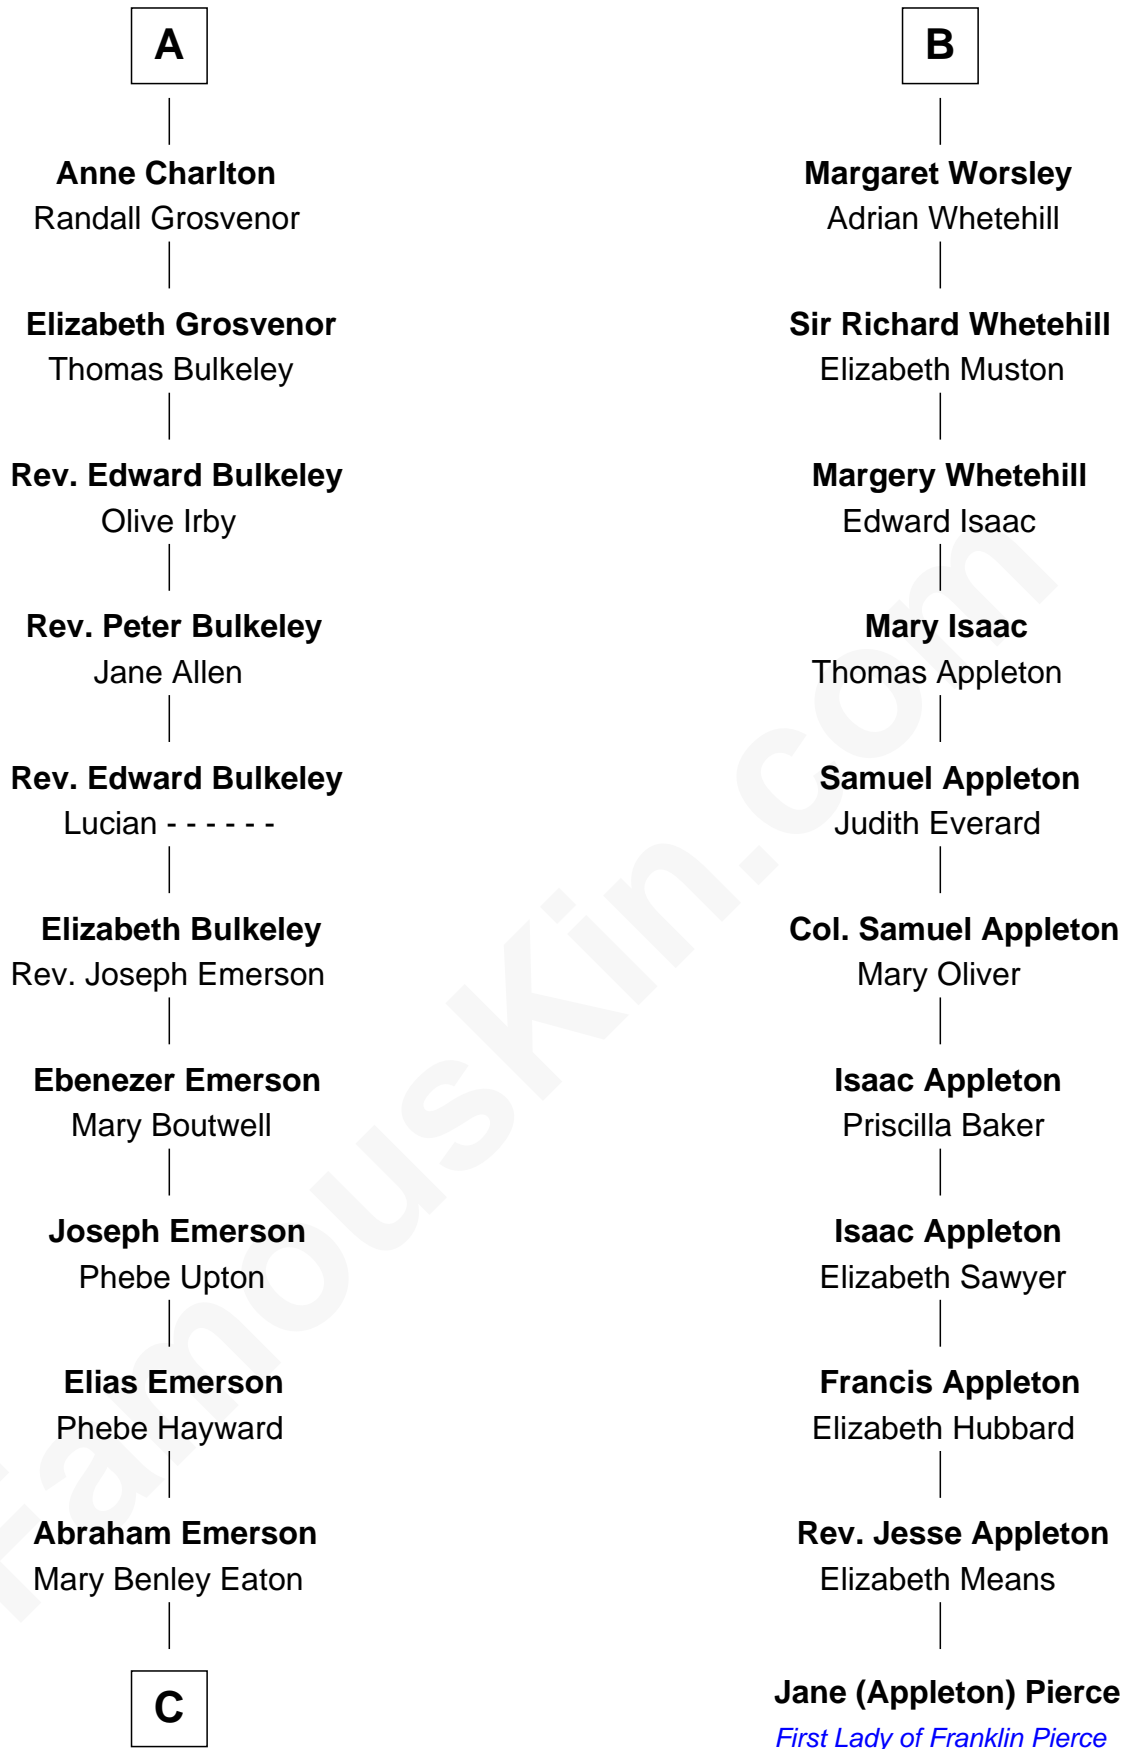 A
Anne Charlton
Randall Grosvenor
Elizabeth Grosvenor
Thomas Bulkeley
Rev. Edward Bulkeley
Olive Irby
Rev. Peter Bulkeley
Jane Allen
Rev. Edward Bulkeley
Lucian - - - - - -
Elizabeth Bulkeley
Rev. Joseph Emerson
Ebenezer Emerson
Mary Boutwell
Joseph Emerson
Phebe Upton
Elias Emerson
Phebe Hayward
Abraham Emerson
Mary Benley Eaton
C
B
Margaret Worsley
Adrian Whetehill
Sir Richard Whetehill
Elizabeth Muston
Margery Whetehill
Edward Isaac
Mary Isaac
Thomas Appleton
Samuel Appleton
Judith Everard
Col. Samuel Appleton
Mary Oliver
Isaac Appleton
Priscilla Baker
Isaac Appleton
Elizabeth Sawyer
Francis Appleton
Elizabeth Hubbard
Rev. Jesse Appleton
Elizabeth Means
Jane (Appleton) Pierce
First Lady of Franklin Pierce
FamousKin.com